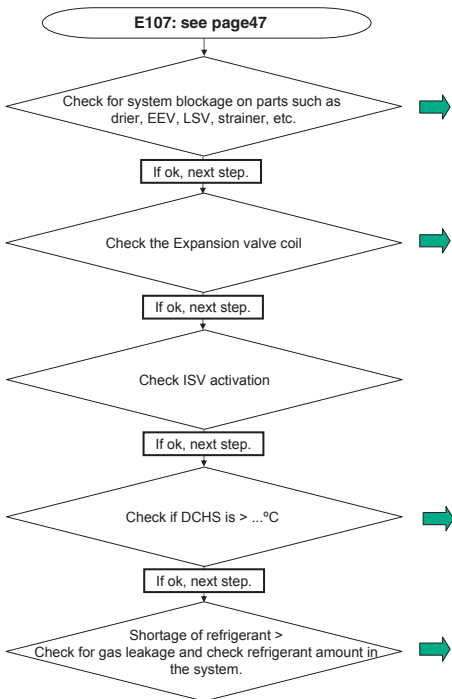 E107: see page47
Check for system blockage on parts such as
drier, EEV, LSV, strainer, etc.
If ok, next step.
Check the Expansion valve coil
If ok, next step.
Check ISV activation
If ok, next step.
Check if DCHS is > ...ºC
If ok, next step.
Shortage of refrigerant >
Check for gas leakage and check refrigerant amount in
the system.